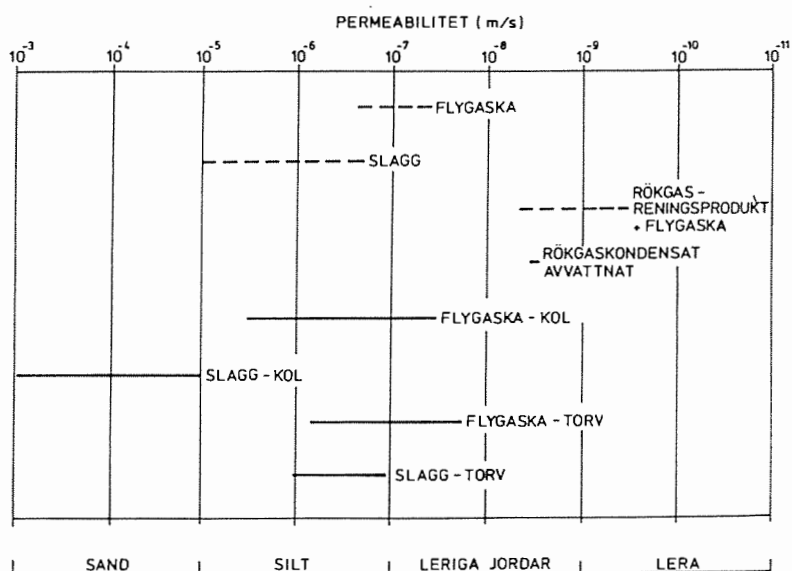 PERMEABILITET (m/s)
10⁻³ 10⁻⁴ 10⁻⁵ 10⁻⁶ 10⁻⁷ 10⁻⁸ 10⁻⁹ 10⁻¹⁰ 10⁻¹¹
FLYGASKA
SLAGG
RÖKGAS-
RENINGSPRODUKT
+ FLYGASKA
RÖKGASKONDENSAT
AVVATTNAT
FLYGASKA - KOL
SLAGG - KOL
FLYGASKA - TORV
SLAGG - TORV
SAND SILT LERIGA JORDAR LERA